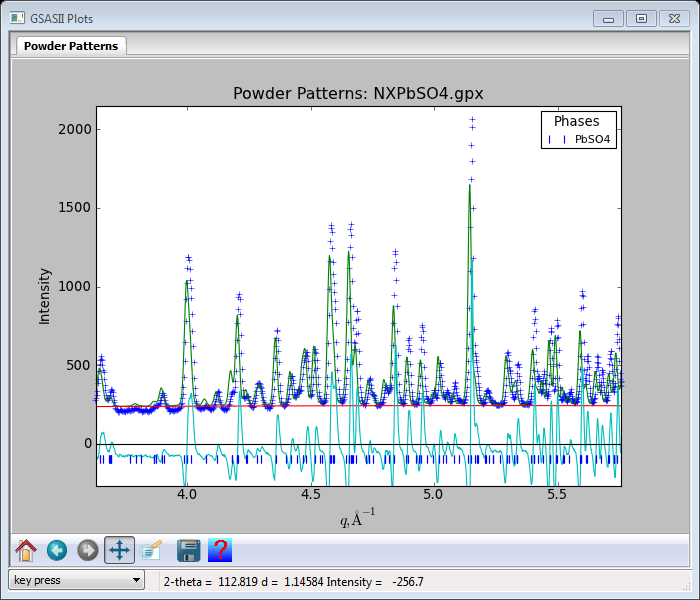 GSASII Plots
Powder Patterns
Powder Patterns: NXPbSO4.gpx
Phases
PbSO4
2000
1500
1000
500
0
Intensity
4.0 4.5 5.0 5.5
q,Å⁻¹
?
key press
2-theta = 112.819 d = 1.14584 Intensity = -256.7